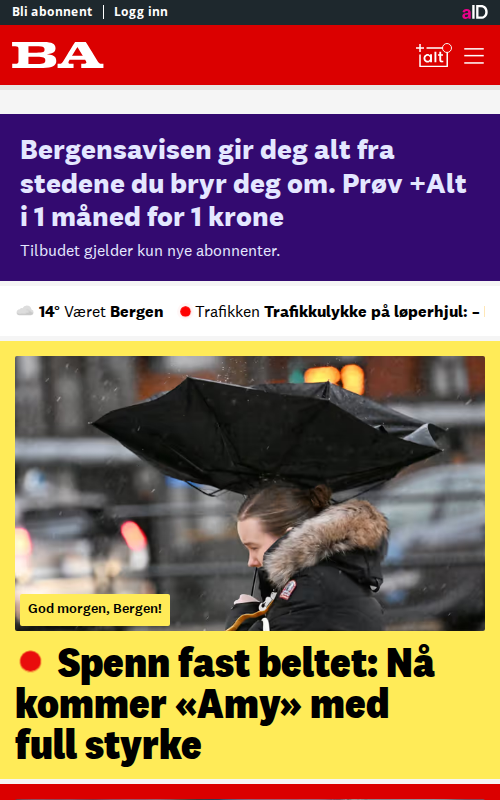 Bli abonnent | Logg inn
aID
BA
+alt
Bergensavisen gir deg alt fra
stedene du bryr deg om. Prøv +Alt
i 1 måned for 1 krone
Tilbudet gjelder kun nye abonnenter.
14° Været Bergen Trafikken Trafikkulykke på løperhjul: –
God morgen, Bergen!
Spenn fast beltet: Nå
kommer «Amy» med
full styrke